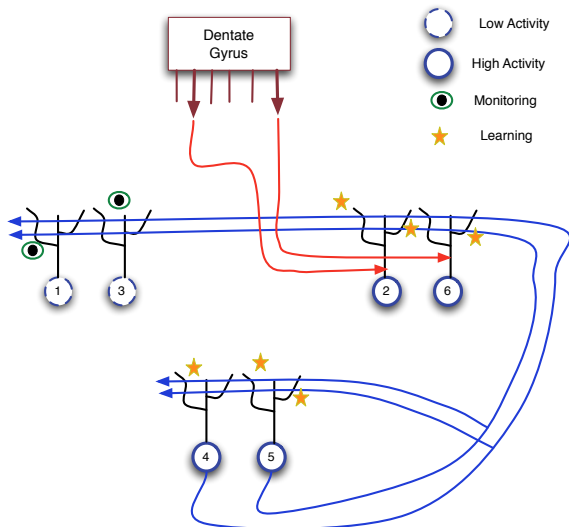 Dentate
Gyrus
Low Activity
High Activity
Monitoring
Learning
1
3
2
6
4
5